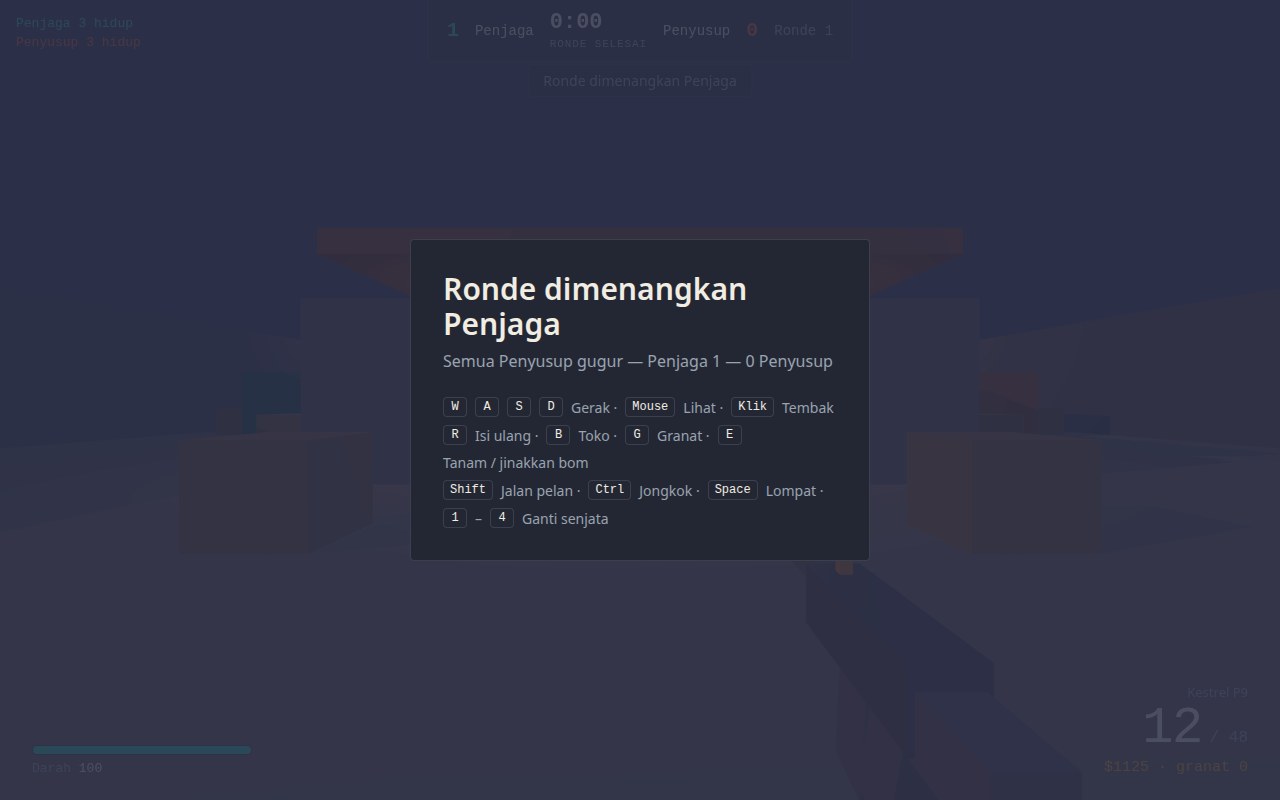 Penjaga 3 hidup
Penyusup 3 hidup
1 Penjaga 0:00 Penyusup 0 Ronde 1
RONDE SELESAI
Ronde dimenangkan Penjaga
Ronde dimenangkan
Penjaga
Semua Penyusup gugur — Penjaga 1 — 0 Penyusup
W A S D Gerak · Mouse Lihat · Klik Tembak
R Isi ulang · B Toko · G Granat · E
Tanam / jinakkan bom
Shift Jalan pelan · Ctrl Jongkok · Space Lompat ·
1 – 4 Ganti senjata
Kestrel P9
12 / 48
$1125 · granat 0
Darah 100